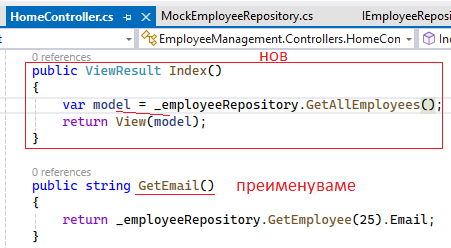 HomeController.cs MockEmployeeRepository.cs IEmployeeReposi
EmployeeManagement.Controllers.HomeCon In
нов
0 references
public ViewResult Index()
{
var model = _employeeRepository.GetAllEmployees();
return View(model);
}
0 references
public string GetEmail() преименуваме
{
return _employeeRepository.GetEmployee(25).Email;
}